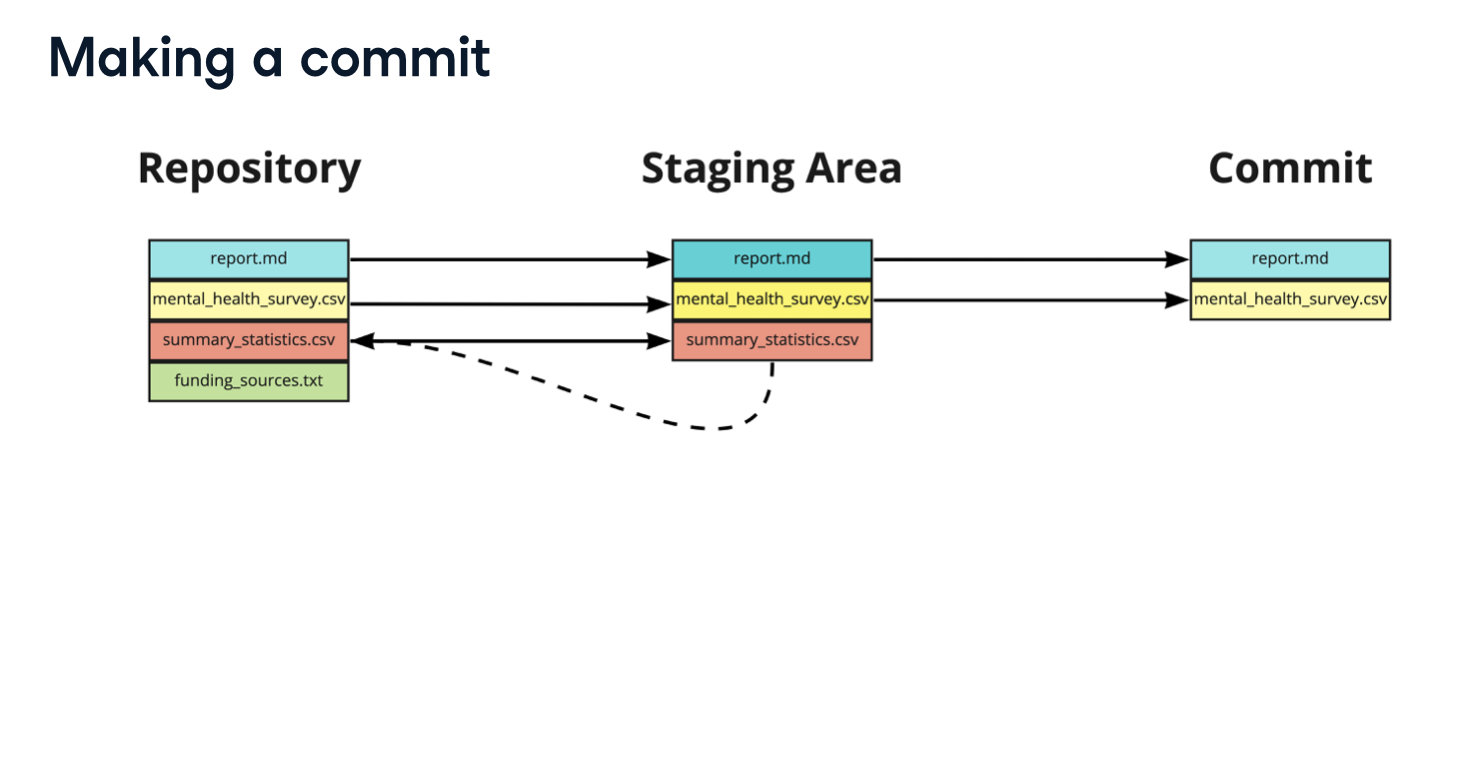 Making a commit
Repository
Staging Area
Commit
report.md
report.md
report.md
mental_health_survey.csv
mental_health_survey.csv
mental_health_survey.csv
summary_statistics.csv
summary_statistics.csv
funding_sources.txt